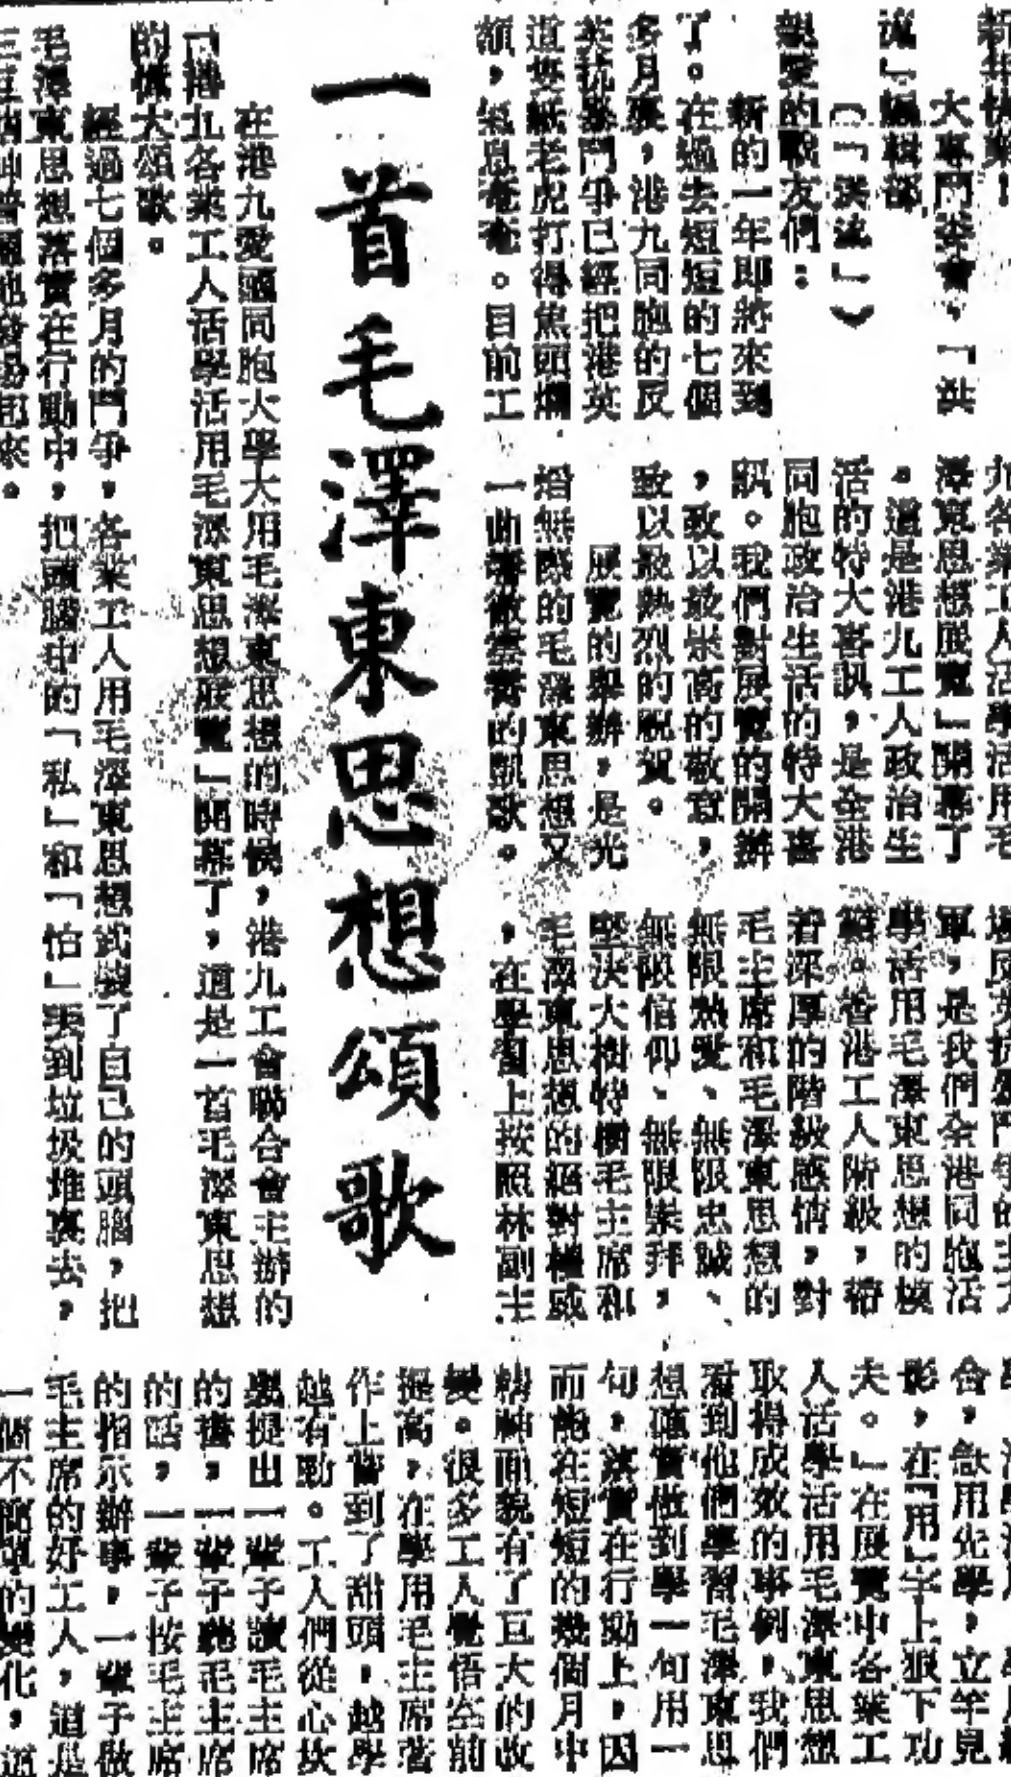 新年快樂！
大專鬥委會，「洪
流」編輯部
（「洪流」）
親愛的戰友們：
新的一年即將來到
了。在過去短短的七個
多月裏，港九同胞的反
英抗暴鬥爭已經把港英
這隻紙老虎打得焦頭爛
額，氣息奄奄。目前工
九各業工人活學活用毛
澤東思想展覽」開幕了
。這是港九工人政治生
活的特大喜訊，是全港
同胞政治生活的特大喜
訊。我們對展覽的開辦
，致以最崇高的敬意，
致以最熱烈的祝賀。
展覽的舉辦，是光
焰無際的毛澤東思想又
一曲響徹雲霄的凱歌。
反英抗暴鬥爭的主力
軍，是我們全港同胞活
學活用毛澤東思想的模
範。香港工人階級，帶
着深厚的階級感情，對
毛主席和毛澤東思想的
無限熱愛、無限忠誠、
無限信仰、無限崇拜，
堅決大樹特樹毛主席和
毛澤東思想的絕對權威
，在學習上按照林副主
一首毛澤東思想頌歌
在港九愛國同胞大學大用毛澤東思想的時候，港九工會聯合會主辦的
「港九各業工人活學活用毛澤東思想展覽」開幕了，這是一首毛澤東思想
的偉大頌歌。
經過七個多月的鬥爭，各業工人用毛澤東思想武裝了自己的頭腦，把
毛澤東思想落實在行動中，把頭腦中的「私」和「怕」丟到垃圾堆裏去，
合，急用先學，立竿見
影，在「用」字上狠下功
夫。」在展覽中各業工
人活學活用毛澤東思想
取得成效的事例，我們
看到他們學習毛澤東思
想確實做到學一句用一
句，落實在行動上，因
而能在短短的幾個月中
精神面貌有了巨大的改
變。很多工人覺悟空前
提高，在學用毛主席著
作上嘗到了甜頭，越學
越有勁。工人們從心坎
裏提出一輩子讀毛主席
的書，一輩子聽毛主席
的話，一輩子按毛主席
的指示辦事，一輩子做
毛主席的好工人，這是
一個不簡單的變化，這